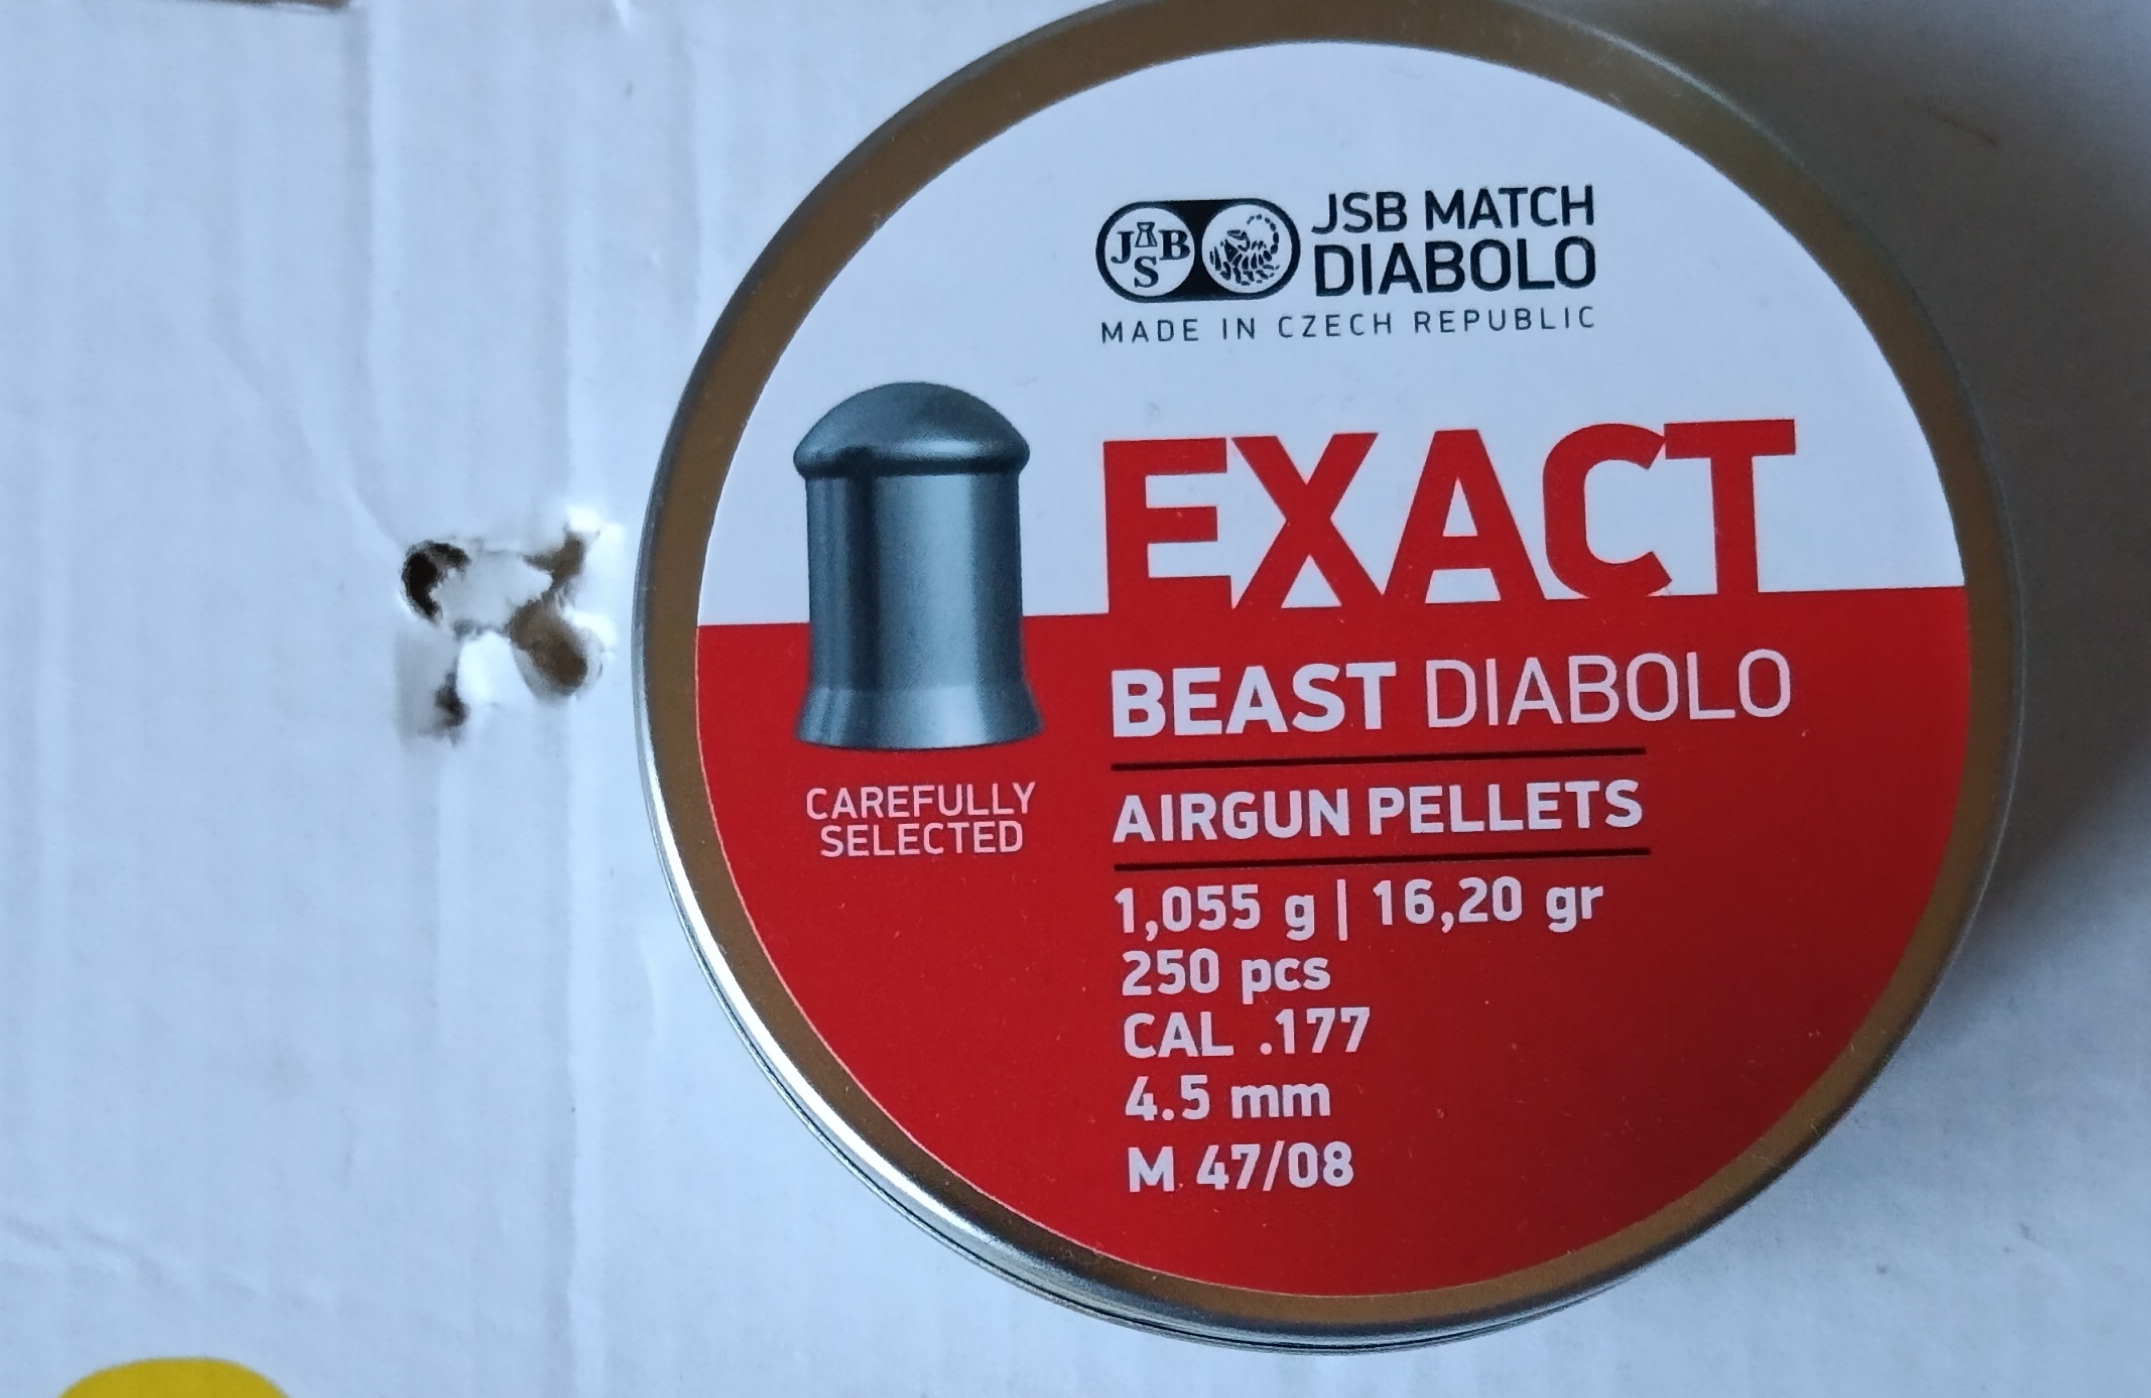 JSB
JSB MATCH
DIABOLO
MADE IN CZECH REPUBLIC
EXACT
BEAST DIABOLO
CAREFULLY
SELECTED
AIRGUN PELLETS
1,055 g | 16,20 gr
250 pcs
CAL .177
4.5 mm
M 47/08